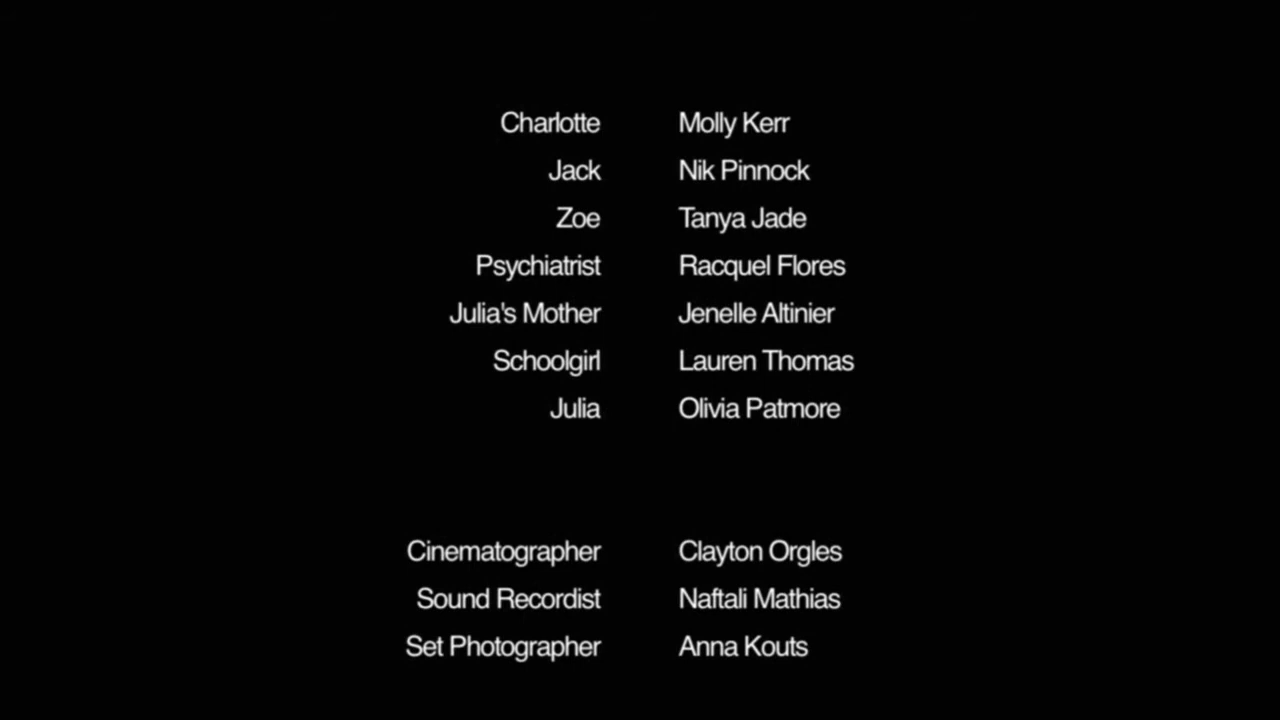 Charlotte Molly Kerr
Jack Nik Pinnock
Zoe Tanya Jade
Psychiatrist Racquel Flores
Julia's Mother Jenelle Altinier
Schoolgirl Lauren Thomas
Julia Olivia Patmore
Cinematographer Clayton Orgles
Sound Recordist Naftali Mathias
Set Photographer Anna Kouts